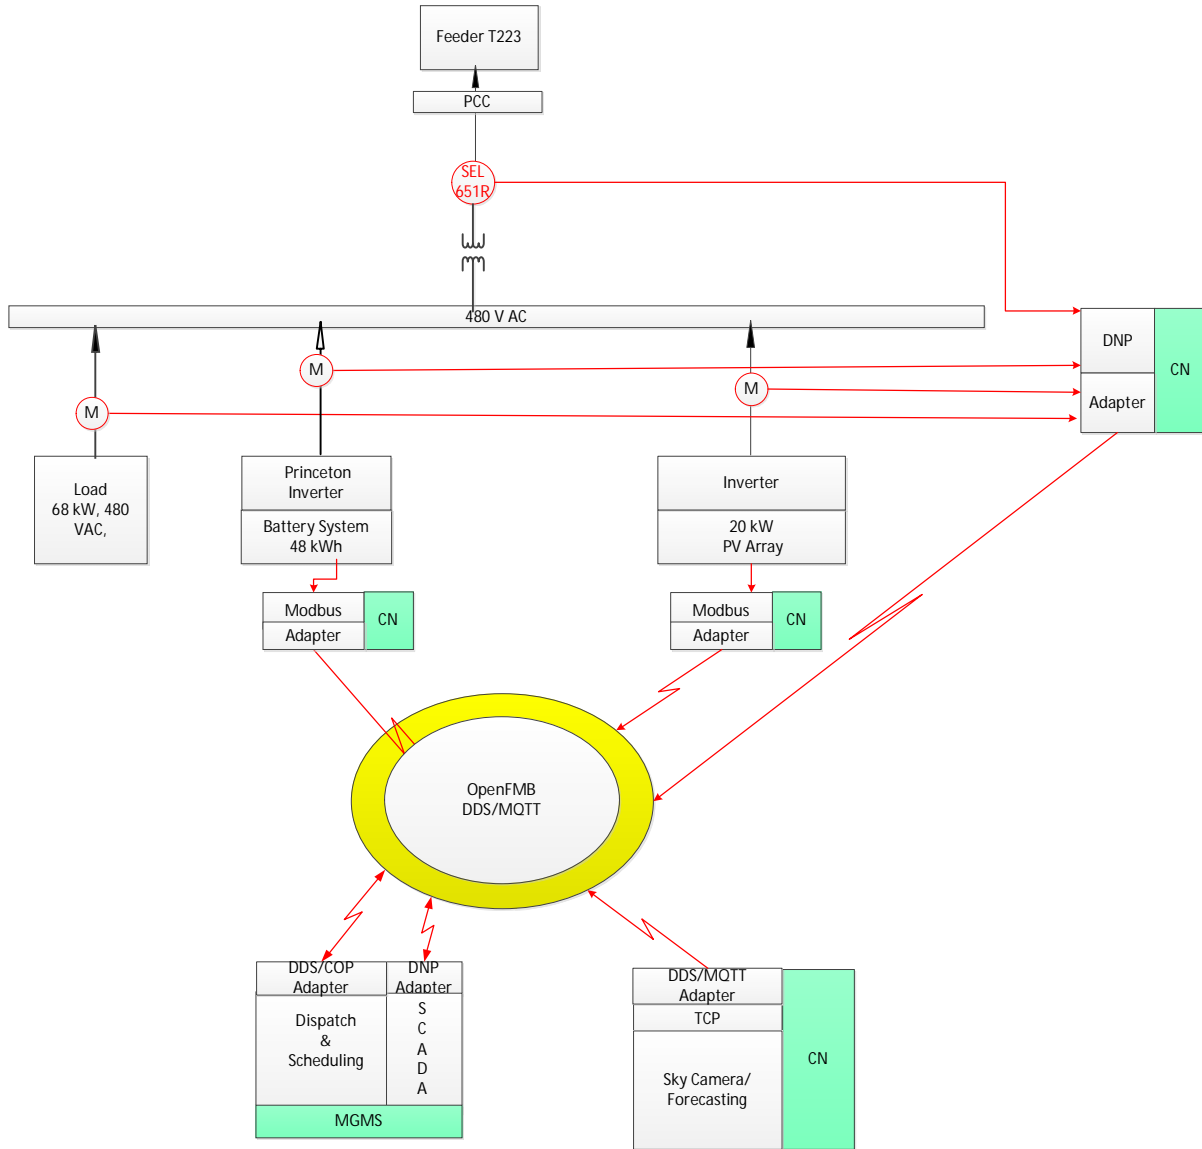 Feeder T223
PCC
SEL
651R
480 V AC
DNP
Adapter
CN
M
M
M
Load
68 kW, 480
VAC,
Princeton
Inverter
Battery System
48 kWh
Inverter
20 kW
PV Array
Modbus
Adapter
CN
Modbus
Adapter
CN
OpenFMB
DDS/MQTT
DDS/COP
Adapter
DNP
Adapter
Dispatch
&
Scheduling
S
C
A
D
A
MGMS
DDS/MQTT
Adapter
TCP
Sky Camera/
Forecasting
CN